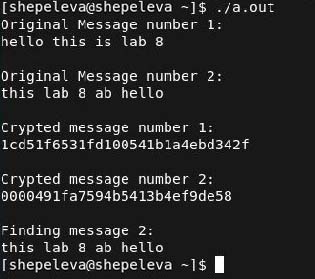 [shepeleva@shepeleva ~]$ ./a.out
Original Message number 1:
hello this is lab 8
Original Message number 2:
this lab 8 ab hello
Crypted message number 1:
1cd51f6531fd100541b1a4ebd342f
Crypted message number 2:
0000491fa7594b5413b4ef9de58
Finding message 2:
this lab 8 ab hello
[shepeleva@shepeleva ~]$